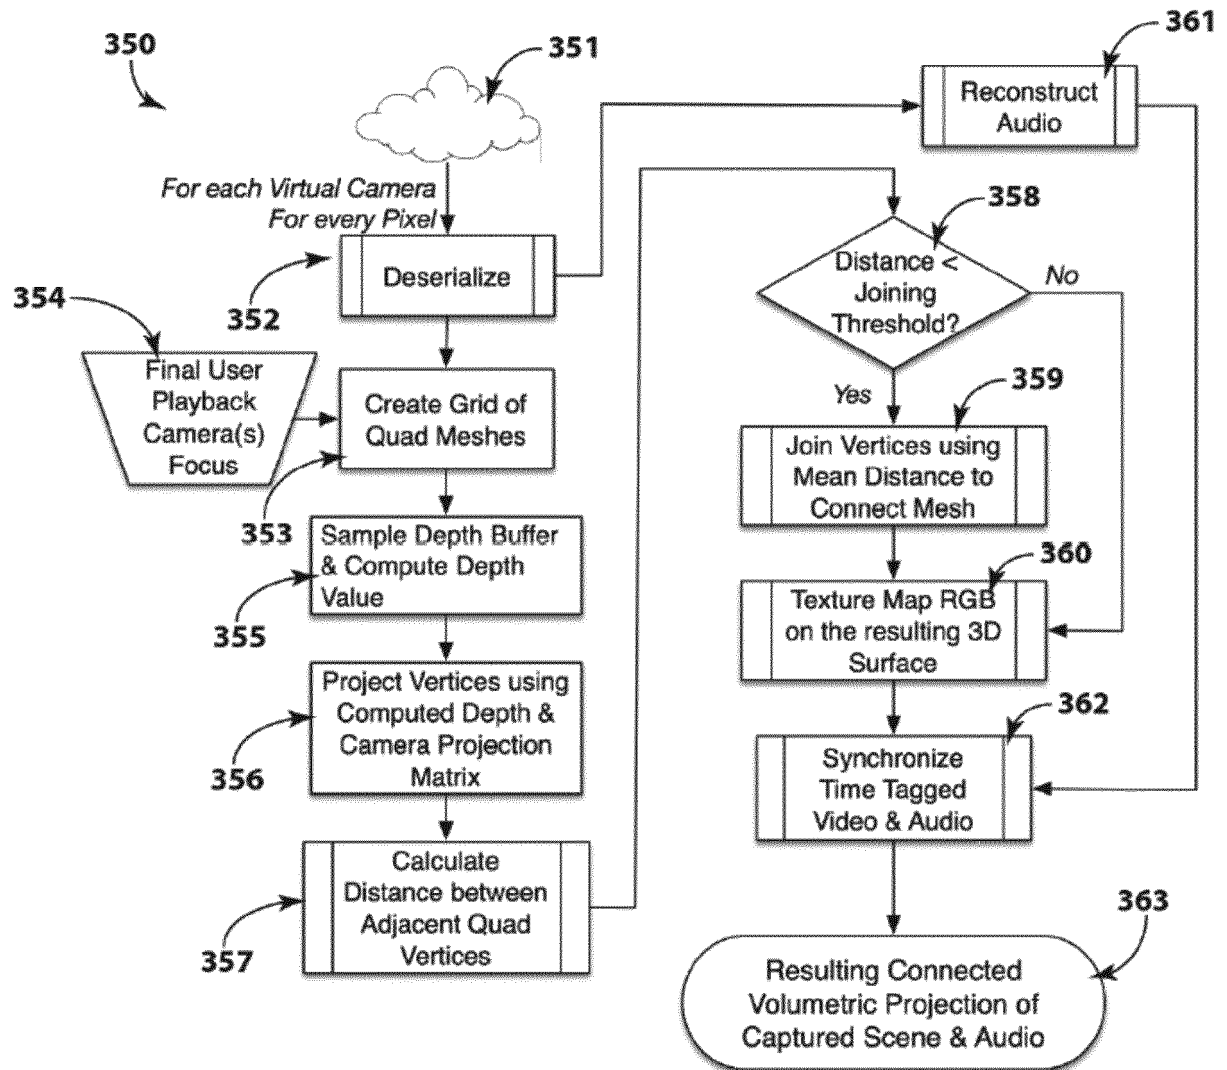 350
351
For each Virtual Camera
For every Pixel
352
Deserialize
354
Final User
Playback
Camera(s)
Focus
353
Create Grid of
Quad Meshes
355
Sample Depth Buffer
& Compute Depth
Value
356
Project Vertices using
Computed Depth &
Camera Projection
Matrix
357
Calculate
Distance between
Adjacent Quad
Vertices
361
Reconstruct
Audio
358
Distance <
Joining
Threshold?
No
Yes
359
Join Vertices using
Mean Distance to
Connect Mesh
360
Texture Map RGB
on the resulting 3D
Surface
362
Synchronize
Time Tagged
Video & Audio
363
Resulting Connected
Volumetric Projection of
Captured Scene & Audio